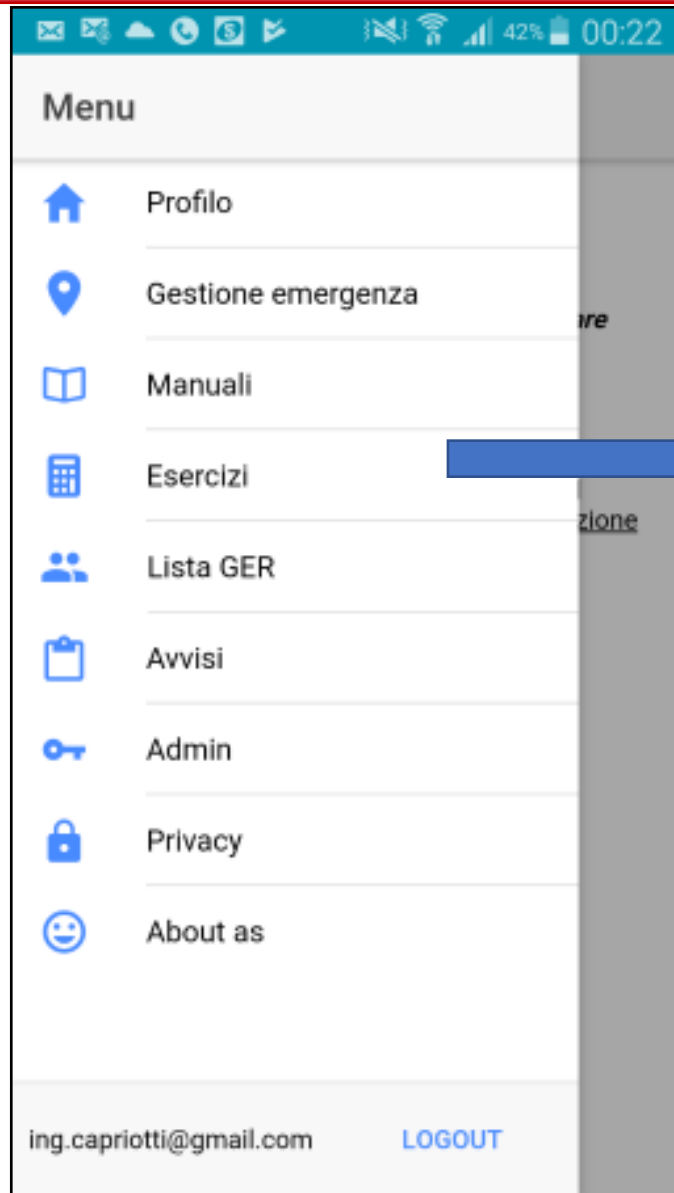 42% 00:22
Menu
Profilo
Gestione emergenza
Manuali
Esercizi
Lista GER
Avvisi
Admin
Privacy
About as
ing.capriotti@gmail.com LOGOUT